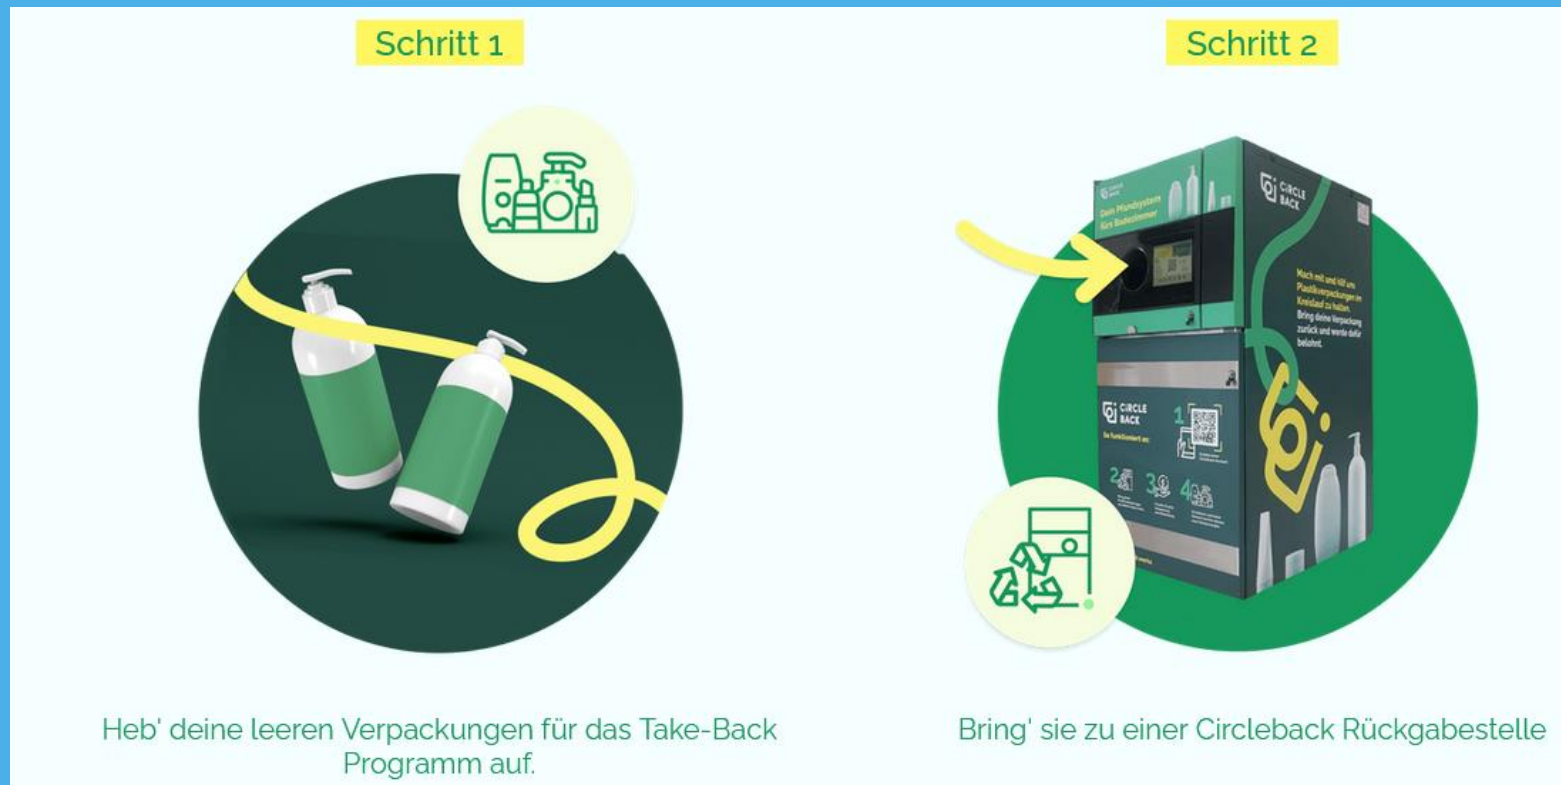 Schritt 1
Heb' deine leeren Verpackungen für das Take-Back
Programm auf.
Schritt 2
CIRCLE
BACK
Dein Pfandsystem
fürs Badezimmer
CIRCLE
BACK
Mach mit und hilf uns
Plastikverpackungen im
Kreislauf zu halten.
Bring deine Verpackung
zurück und werde dafür
belohnt.
CIRCLE
BACK
So funktioniert es:
1
2
3
4
Bring' sie zu einer Circleback Rückgabestelle